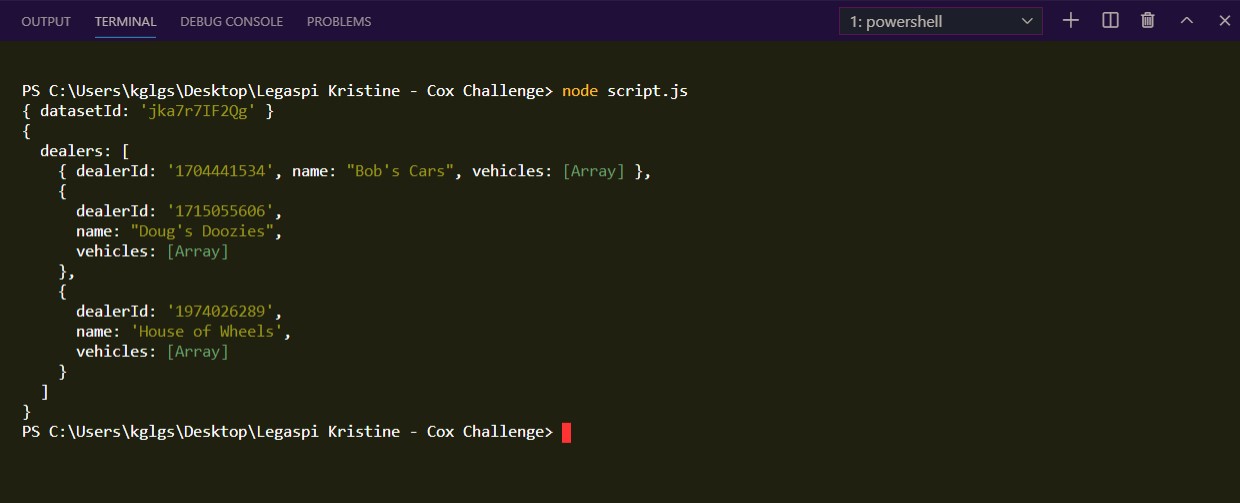 OUTPUT TERMINAL DEBUG CONSOLE PROBLEMS 1: powershell
PS C:\Users\kglgs\Desktop\Legaspi Kristine - Cox Challenge> node script.js
{ datasetId: 'jka7r7IF2Qg' }
{
  dealers: [
    { dealerId: '1704441534', name: "Bob's Cars", vehicles: [Array] },
    {
      dealerId: '1715055606',
      name: "Doug's Doozies",
      vehicles: [Array]
    },
    {
      dealerId: '1974026289',
      name: 'House of Wheels',
      vehicles: [Array]
    }
  ]
}
PS C:\Users\kglgs\Desktop\Legaspi Kristine - Cox Challenge>